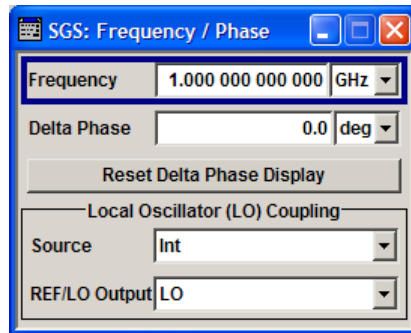 SGS: Frequency / Phase
Frequency 1.000 000 000 000 GHz
Delta Phase 0.0 deg
Reset Delta Phase Display
Local Oscillator (LO) Coupling
Source Int
REF/LO Output LO